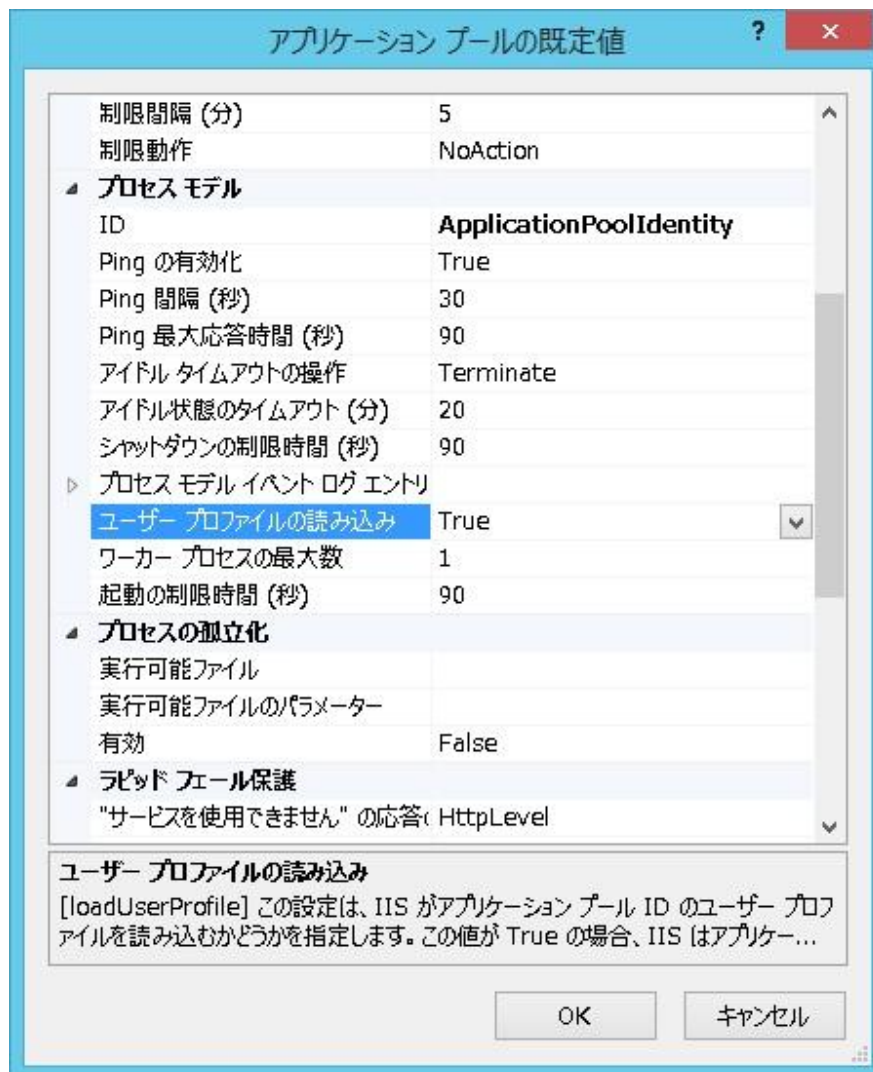 アプリケーション プールの既定値
?
制限間隔 (分) 5
制限動作 NoAction
プロセス モデル
ID ApplicationPoolIdentity
Ping の有効化 True
Ping 間隔 (秒) 30
Ping 最大応答時間 (秒) 90
アイドル タイムアウトの操作 Terminate
アイドル状態のタイムアウト (分) 20
シャットダウンの制限時間 (秒) 90
プロセス モデル イベント ログ エントリ
ユーザー プロファイルの読み込み True
ワーカー プロセスの最大数 1
起動の制限時間 (秒) 90
プロセスの孤立化
実行可能ファイル
実行可能ファイルのパラメーター
有効 False
ラピッド フェール保護
"サービスを使用できません" の応答( HttpLevel
ユーザー プロファイルの読み込み
[loadUserProfile] この設定は、IIS がアプリケーション プール ID のユーザー プロフ
ァイルを読み込むかどうかを指定します。この値が True の場合、IIS はアプリケー...
OK キャンセル